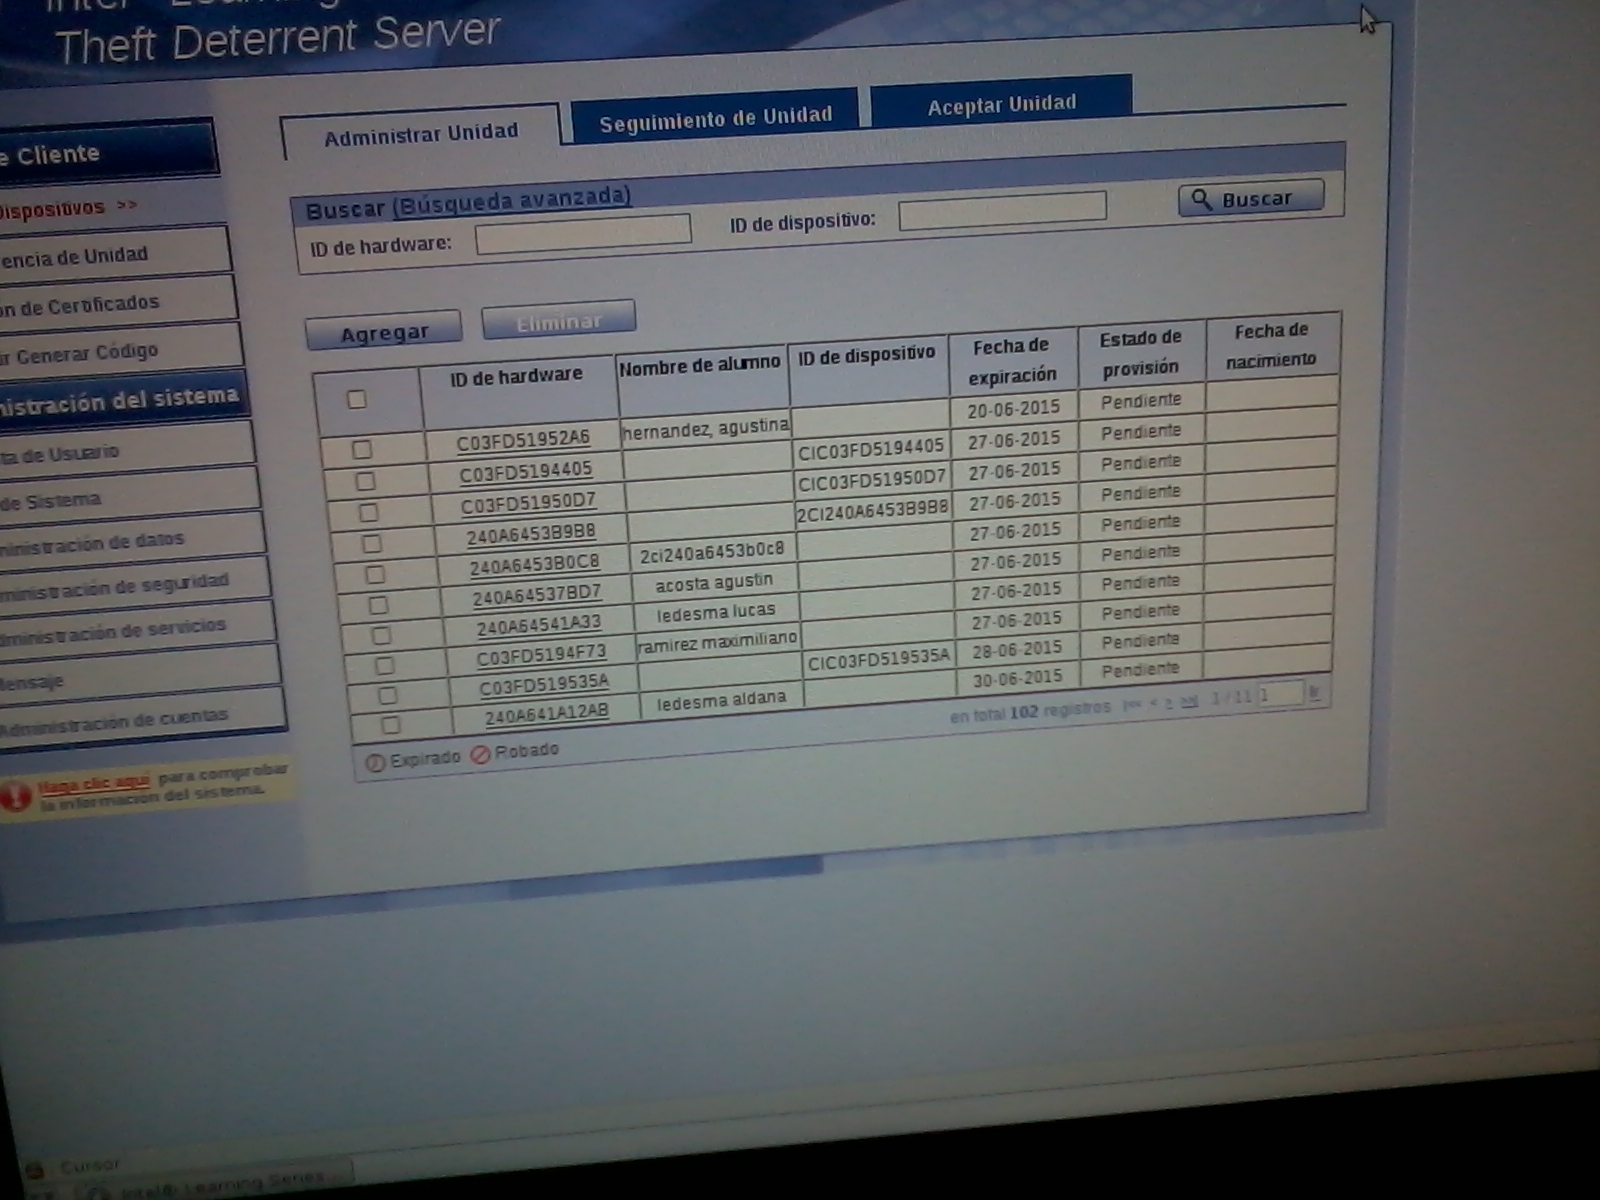 Theft Deterrent Server
Administrar Unidad
Seguimiento de Unidad
Aceptar Unidad
e Cliente
Dispositivos >>
encia de Unidad
ón de Certificados
ir Generar Código
nistración del sistema
ta de Usuario
de Sistema
ministración de datos
ministración de seguridad
dministración de servicios
Mensaje
Administración de cuentas
Haga clic aquí para comprobar
la información del sistema.
Buscar (Búsqueda avanzada)
ID de hardware:
ID de dispositivo:
Buscar
Agregar
Eliminar
ID de hardware Nombre de alumno ID de dispositivo Fecha de expiración Estado de provisión Fecha de nacimiento
C03FD51952A6 hernandez, agustina 20-06-2015 Pendiente
C03FD5194405 CIC03FD5194405 27-06-2015 Pendiente
C03FD51950D7 CIC03FD51950D7 27-06-2015 Pendiente
240A6453B9B8 2CI240A6453B9B8 27-06-2015 Pendiente
240A6453B0C8 2ci240a6453b0c8 27-06-2015 Pendiente
240A64537BD7 acosta agustin 27-06-2015 Pendiente
240A64541A33 ledesma lucas 27-06-2015 Pendiente
C03FD5194F73 ramirez maximiliano 27-06-2015 Pendiente
C03FD519535A CIC03FD519535A 28-06-2015 Pendiente
240A641A12AB ledesma aldana 30-06-2015 Pendiente
en total 102 registros |<< < > >>| 1 / 11 1 Ir
Expirado Robado
Cursor
Intel® Learning Series...